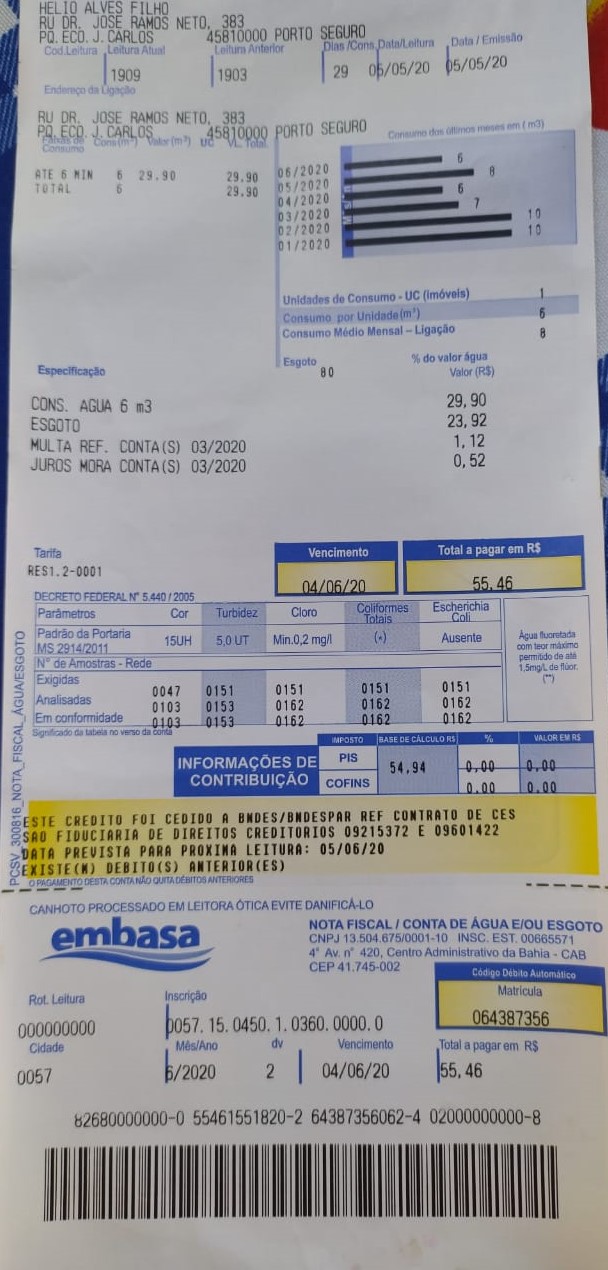 HELIO ALVES FILHO
RU DR. JOSE RAMOS NETO, 383
PQ. ECO. J. CARLOS 45810000 PORTO SEGURO
Cod.Leitura Leitura Atual Leitura Anterior Dias /Cons. Data/Leitura Data / Emissão
1909 1903 29 05/05/20 05/05/20
Endereço da Ligação
RU DR. JOSE RAMOS NETO, 383
PQ. ECO. J. CARLOS 45810000 PORTO SEGURO
Faixas de Consumo Cons(m³) Valor(m³) UC VL. Total
ATE 6 MIN 6 29.90 29.90
TOTAL 6 29.90
Consumo dos últimos meses em ( m3)
06/2020 6
05/2020 8
04/2020 6
03/2020 7
02/2020 10
01/2020 10
Unidades de Consumo - UC (imóveis) 1
Consumo por Unidade(m³) 6
Consumo Médio Mensal – Ligação 8
Esgoto % do valor água
80 Valor (R$)
Especificação
CONS. AGUA 6 m3 29,90
ESGOTO 23,92
MULTA REF. CONTA(S) 03/2020 1,12
JUROS MORA CONTA(S) 03/2020 0,52
Tarifa
RES1.2-0001
Vencimento
04/06/20
Total a pagar em R$
55,46
DECRETO FEDERAL N° 5.440 / 2005
Parâmetros Cor Turbidez Cloro Coliformes Totais Escherichia Coli
Padrão da Portaria MS 2914/2011 15UH 5,0 UT Min.0,2 mg/l (*) Ausente
N° de Amostras - Rede
Exigidas 0047 0151 0151 0151 0151
Analisadas 0103 0153 0162 0162 0162
Em conformidade 0103 0153 0162 0162 0162
Significado da tabela no verso da conta
Água fluoretada
com teor máximo
permitido de até
1,5mg/L de flúor.
(**)
PCSV_300816_NOTA_FISCAL_ÁGUA/ESGOTO
INFORMAÇÕES DE CONTRIBUIÇÃO
IMPOSTO BASE DE CÁLCULO R$ % VALOR EM R$
PIS 54,94 0,00 0,00
COFINS 0,00 0,00
ESTE CREDITO FOI CEDIDO A BNDES/BNDESPAR REF CONTRATO DE CES
SAO FIDUCIARIA DE DIREITOS CREDITORIOS 09215372 E 09601422
DATA PREVISTA PARA PROXIMA LEITURA: 05/06/20
EXISTE(M) DEBITO(S) ANTERIOR(ES)
O PAGAMENTO DESTA CONTA NÃO QUITA DÉBITOS ANTERIORES
CANHOTO PROCESSADO EM LEITORA ÓTICA EVITE DANIFICÁ-LO
embasa
NOTA FISCAL / CONTA DE ÁGUA E/OU ESGOTO
CNPJ 13.504.675/0001-10 INSC. EST. 00665571
4° Av. n° 420, Centro Administrativo da Bahia - CAB
CEP 41.745-002
Código Débito Automático
Matrícula
064387356
Rot. Leitura Inscrição
000000000 0057. 15. 0450. 1. 0360. 0000. 0
Cidade Mês/Ano dv Vencimento Total a pagar em R$
0057 6/2020 2 04/06/20 55,46
82680000000-0 55461551820-2 64387356062-4 02000000000-8